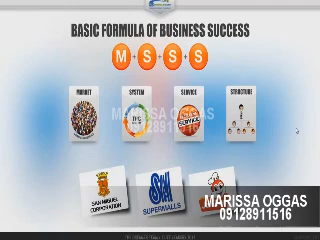 BASIC FORMULA OF BUSINESS SUCCESS
M + S + S + S
MARKET
SYSTEM
SERVICE
STRUCTURE
MARISSA OGGAS
09128911516
SERVICE
SAN MIGUEL
CORPORATION
SM
SUPERMALLS
MARISSA OGGAS
09128911516